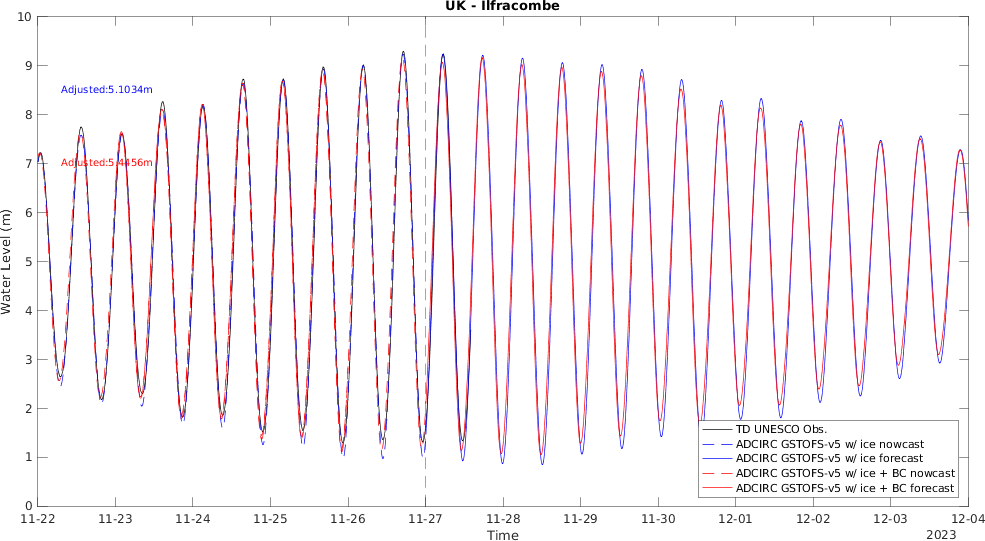 UK - Ilfracombe
10
9
8
7
6
5
4
3
2
1
0
Water Level (m)
Adjusted:5.1034m
Adjusted:5.4456m
TD UNESCO Obs.
ADCIRC GSTOFS-v5 w/ ice nowcast
ADCIRC GSTOFS-v5 w/ ice forecast
ADCIRC GSTOFS-v5 w/ ice + BC nowcast
ADCIRC GSTOFS-v5 w/ ice + BC forecast
11-22 11-23 11-24 11-25 11-26 11-27 11-28 11-29 11-30 12-01 12-02 12-03 12-04
Time
2023